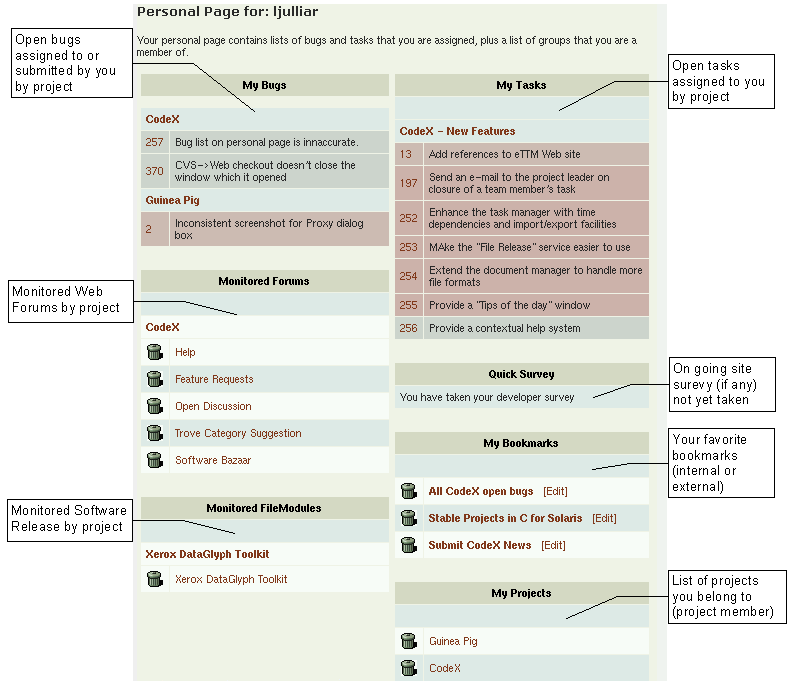 Personal Page for: ljulliar
Your personal page contains lists of bugs and tasks that you are assigned, plus a list of groups that you are a
member of.
Open bugs
assigned to or
submitted by you
by project
My Bugs
CodeX
257 Bug list on personal page is innaccurate.
370 CVS->Web checkout doesn't close the
window which it opened
Guinea Pig
2 Inconsistent screenshot for Proxy dialog
box
Monitored Web
Forums by project
Monitored Forums
CodeX
Help
Feature Requests
Open Discussion
Trove Category Suggestion
Software Bazaar
Monitored Software
Release by project
Monitored FileModules
Xerox DataGlyph Toolkit
Xerox DataGlyph Toolkit
My Tasks
Open tasks
assigned to you
by project
CodeX - New Features
13 Add references to eTTM Web site
197 Send an e-mail to the project leader on
closure of a team member's task
252 Enhance the task manager with time
dependencies and import/export facilities
253 MAke the "File Release" service easier to use
254 Extend the document manager to handle more
file formats
255 Provide a "Tips of the day" window
256 Provide a contextual help system
Quick Survey
You have taken your developer survey
On going site
surevy (if any)
not yet taken
My Bookmarks
Your favorite
bookmarks
(internal or
external)
All CodeX open bugs [Edit]
Stable Projects in C for Solaris [Edit]
Submit CodeX News [Edit]
My Projects
List of projects
you belong to
(project member)
Guinea Pig
CodeX